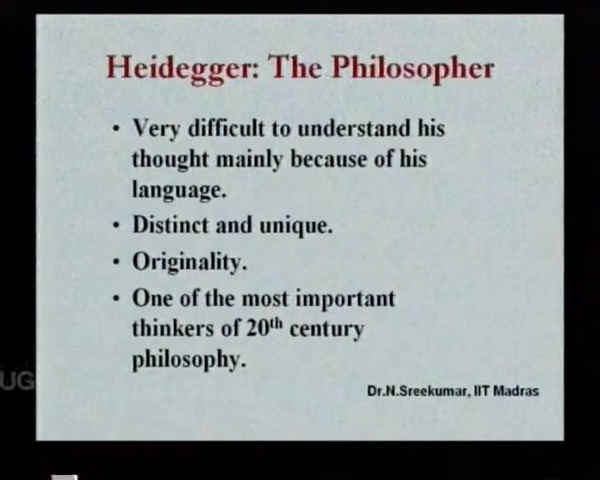 Heidegger: The Philosopher
• Very difficult to understand his
thought mainly because of his
language.
• Distinct and unique.
• Originality.
• One of the most important
thinkers of 20th century
philosophy.
UG
Dr.N.Sreekumar, IIT Madras